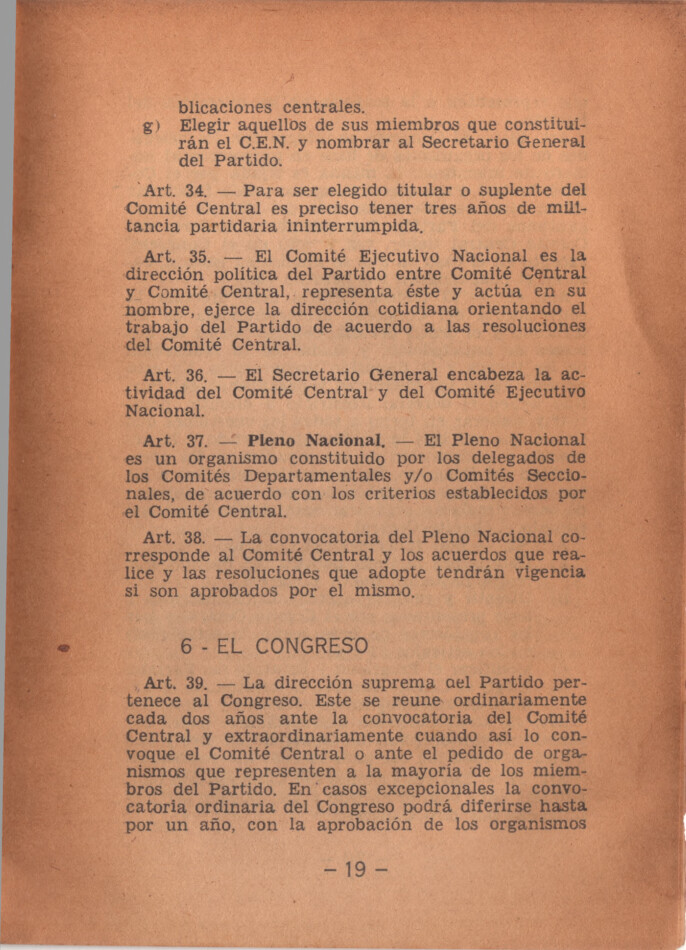 blicaciones centrales.
g) Elegir aquellos de sus miembros que constitui-
rán el C.E.N. y nombrar al Secretario General
del Partido.
Art. 34. — Para ser elegido titular o suplente del
Comité Central es preciso tener tres años de mili-
tancia partidaria ininterrumpida.
Art. 35. — El Comité Ejecutivo Nacional es la
dirección política del Partido entre Comité Central
y Comité Central, representa éste y actúa en su
nombre, ejerce la dirección cotidiana orientando el
trabajo del Partido de acuerdo a las resoluciones
del Comité Central.
Art. 36. — El Secretario General encabeza la ac-
tividad del Comité Central y del Comité Ejecutivo
Nacional.
Art. 37. — Pleno Nacional. — El Pleno Nacional
es un organismo constituido por los delegados de
los Comités Departamentales y/o Comités Seccio-
nales, de acuerdo con los criterios establecidos por
el Comité Central.
Art. 38. — La convocatoria del Pleno Nacional co-
rresponde al Comité Central y los acuerdos que rea-
lice y las resoluciones que adopte tendrán vigencia
si son aprobados por el mismo.
6 - EL CONGRESO
Art. 39. — La dirección suprema del Partido per-
tenece al Congreso. Este se reune ordinariamente
cada dos años ante la convocatoria del Comité
Central y extraordinariamente cuando así lo con-
voque el Comité Central o ante el pedido de orga-
nismos que representen a la mayoría de los miem-
bros del Partido. En casos excepcionales la convo-
catoria ordinaria del Congreso podrá diferirse hasta
por un año, con la aprobación de los organismos
– 19 –